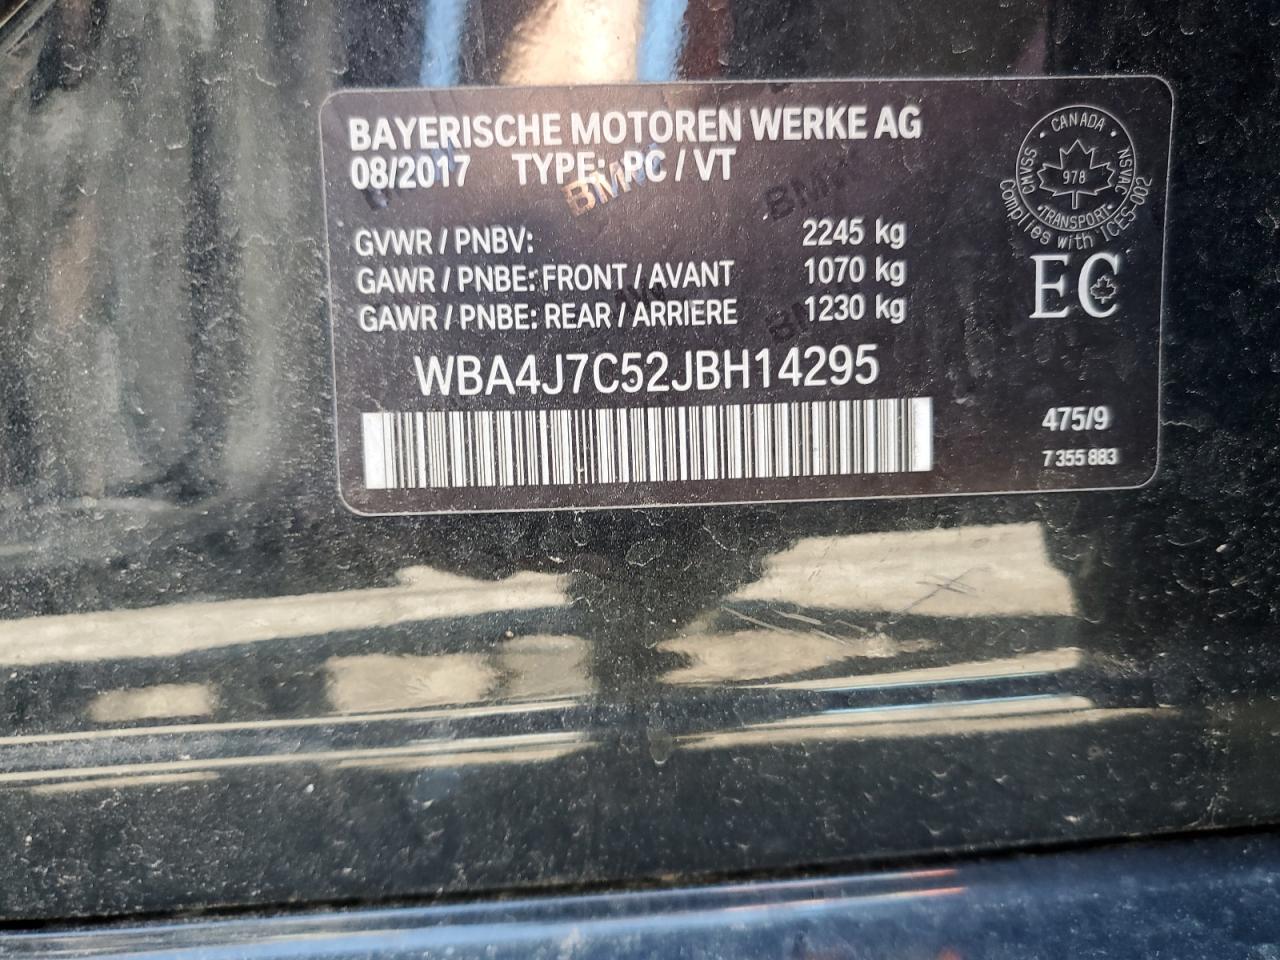 BAYERISCHE MOTOREN WERKE AG
08/2017 TYPE: PC / VT
GVWR / PNBV: 2245 kg
GAWR / PNBE: FRONT / AVANT 1070 kg
GAWR / PNBE: REAR / ARRIERE 1230 kg
WBA4J7C52JBH14295
475/9
7 355 883
CANADA
CMVSS
NSVAC
978
TRANSPORT
Complies with ICES-002
EC
BMW
BMW